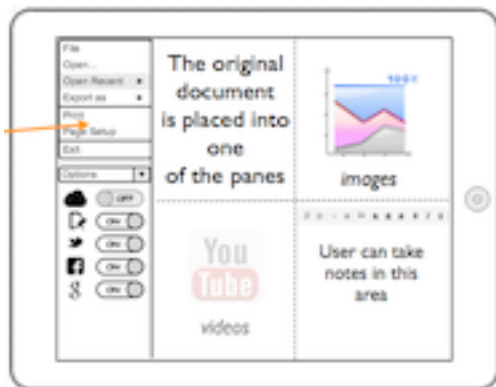 File
Open...
Open Recent
Export as
Print
Page Setup
Exit
Options
OFF
ON
ON
ON
ON
The original
document
is placed into
one
of the panes
100%
images
You
Tube
videos
User can take
notes in this
area